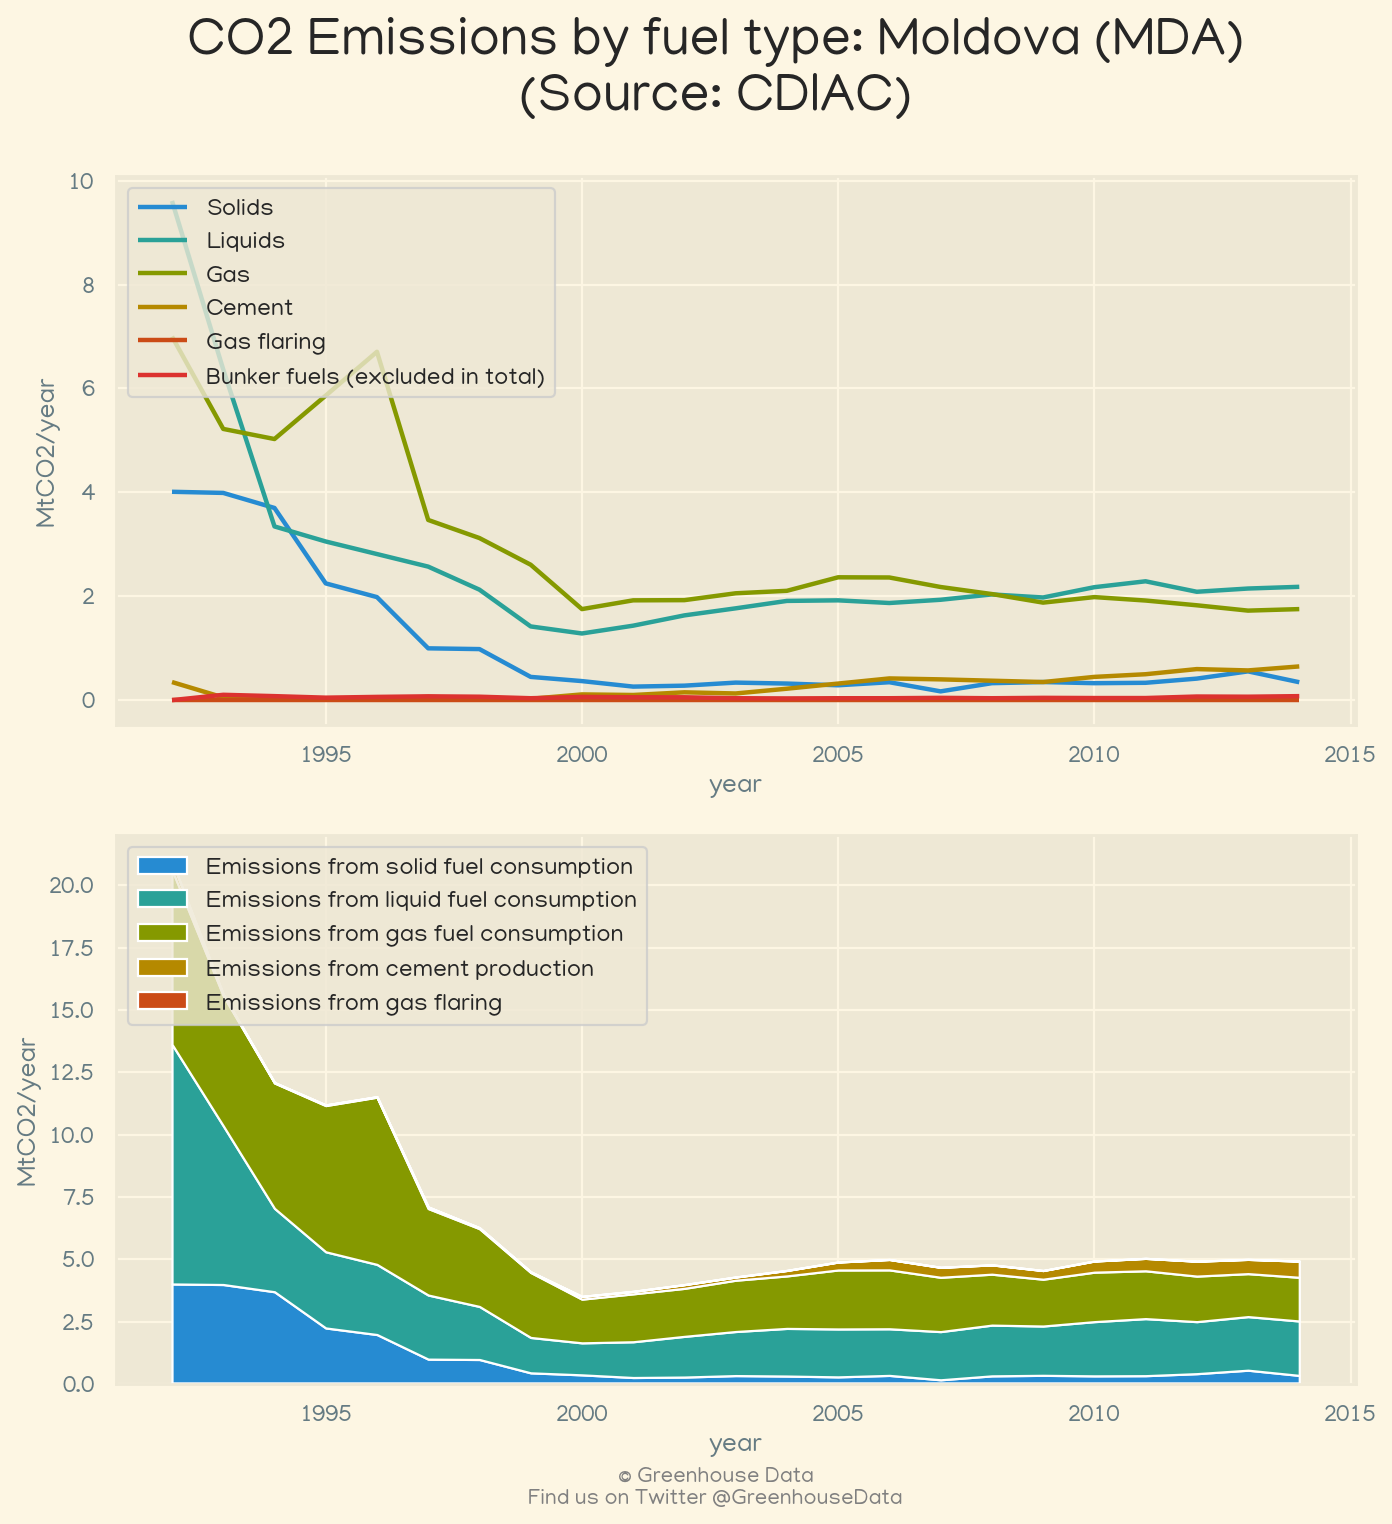 CO2 Emissions by fuel type: Moldova (MDA)
(Source: CDIAC)
10
8
6
4
2
0
MtCO2/year
Solids
Liquids
Gas
Cement
Gas flaring
Bunker fuels (excluded in total)
1995
2000
2005
2010
2015
year
20.0
17.5
15.0
12.5
10.0
7.5
5.0
2.5
0.0
MtCO2/year
Emissions from solid fuel consumption
Emissions from liquid fuel consumption
Emissions from gas fuel consumption
Emissions from cement production
Emissions from gas flaring
1995
2000
2005
2010
2015
year
© Greenhouse Data
Find us on Twitter @GreenhouseData